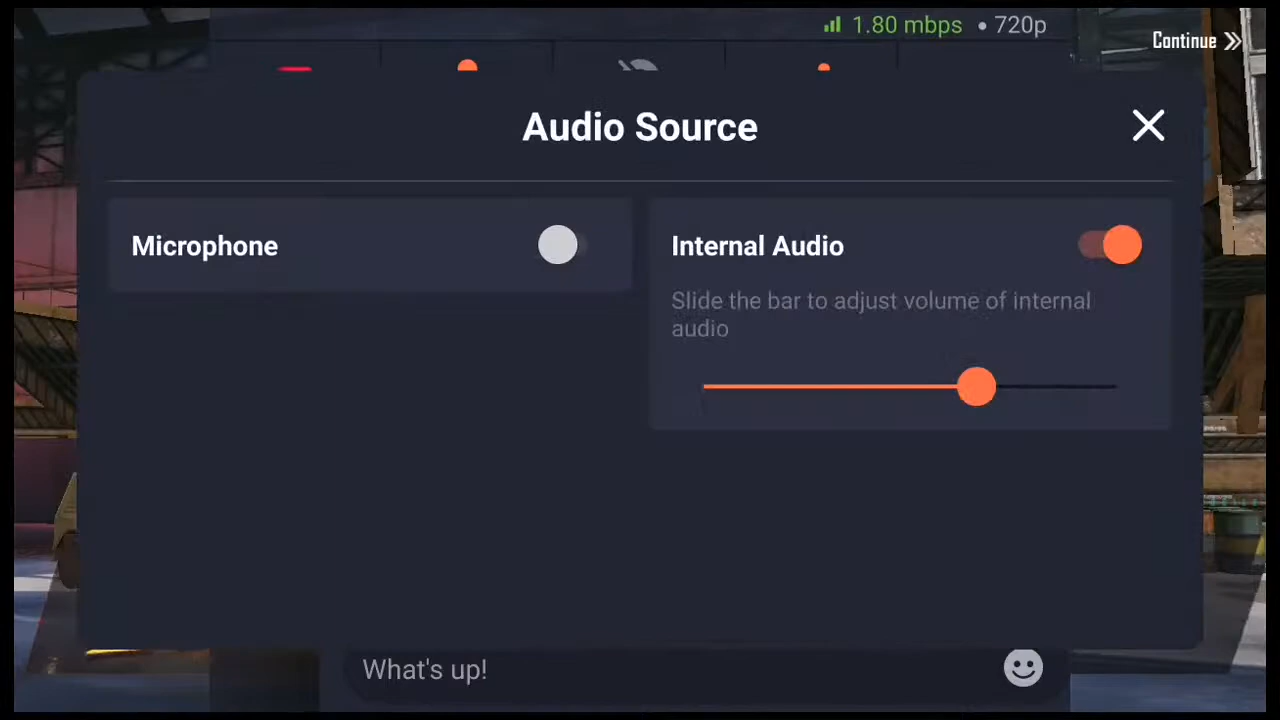 1.80 mbps • 720p
Continue
Audio Source
Microphone
Internal Audio
Slide the bar to adjust volume of internal
audio
What's up!